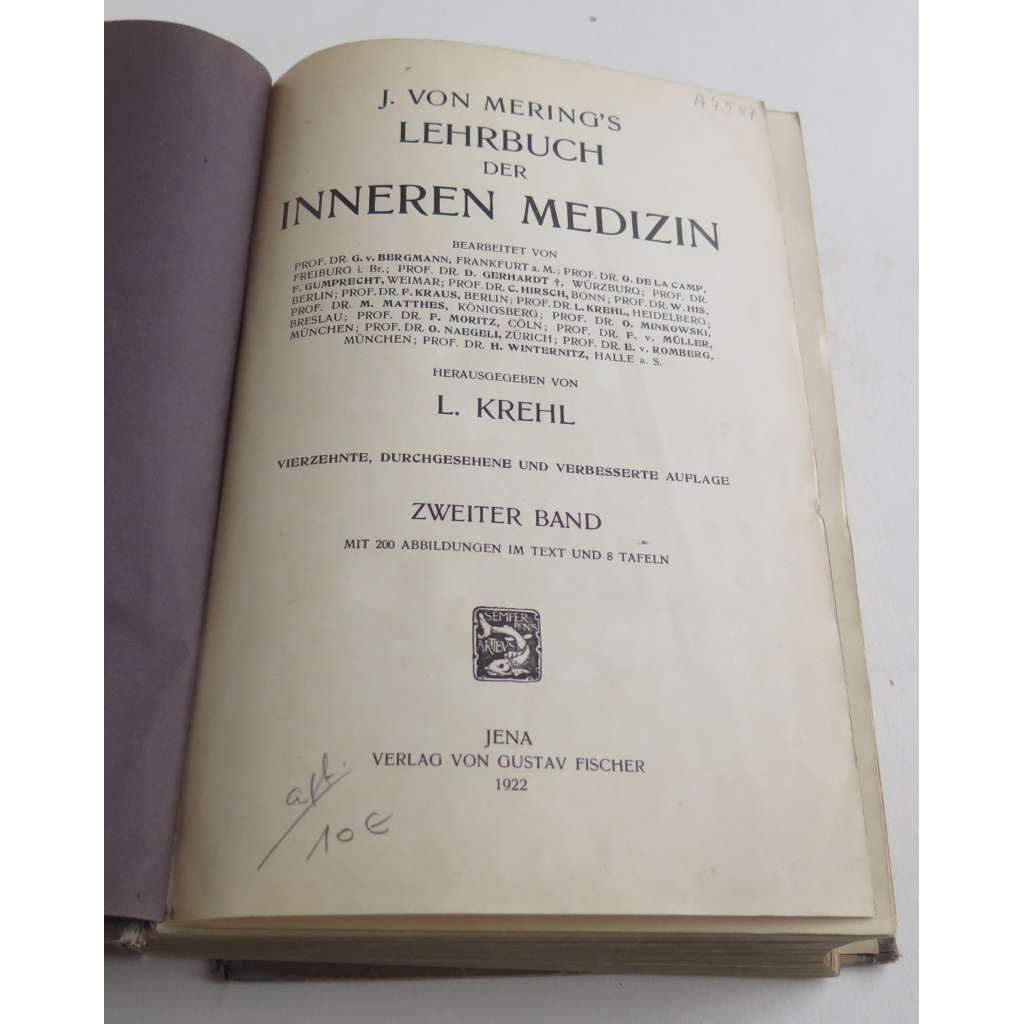 A 7587
J. VON MERING'S
LEHRBUCH
DER
INNEREN MEDIZIN
BEARBEITET VON
PROF. DR. G. v. BERGMANN, FRANKFURT a. M.; PROF. DR. O. DE LA CAMP,
FREIBURG i. Br.; PROF. DR. D. GERHARDT †, WÜRZBURG; PROF. DR.
F. GUMPRECHT, WEIMAR; PROF. DR. C. HIRSCH, BONN; PROF. DR. W. HIS,
BERLIN; PROF. DR. F. KRAUS, BERLIN; PROF. DR. L. KREHL, HEIDELBERG;
PROF. DR. M. MATTHES, KÖNIGSBERG; PROF. DR. O. MINKOWSKI,
BRESLAU; PROF. DR. F. MORITZ, CÖLN; PROF. DR. F. v. MÜLLER,
MÜNCHEN; PROF. DR. O. NAEGELI, ZÜRICH; PROF. DR. E. v. ROMBERG,
MÜNCHEN; PROF. DR. H. WINTERNITZ, HALLE a. S.
HERAUSGEGEBEN VON
L. KREHL
VIERZEHNTE, DURCHGESEHENE UND VERBESSERTE AUFLAGE
ZWEITER BAND
MIT 200 ABBILDUNGEN IM TEXT UND 8 TAFELN
SEMPER
BONIS
ARTIBVS
JENA
VERLAG VON GUSTAV FISCHER
1922
10 €